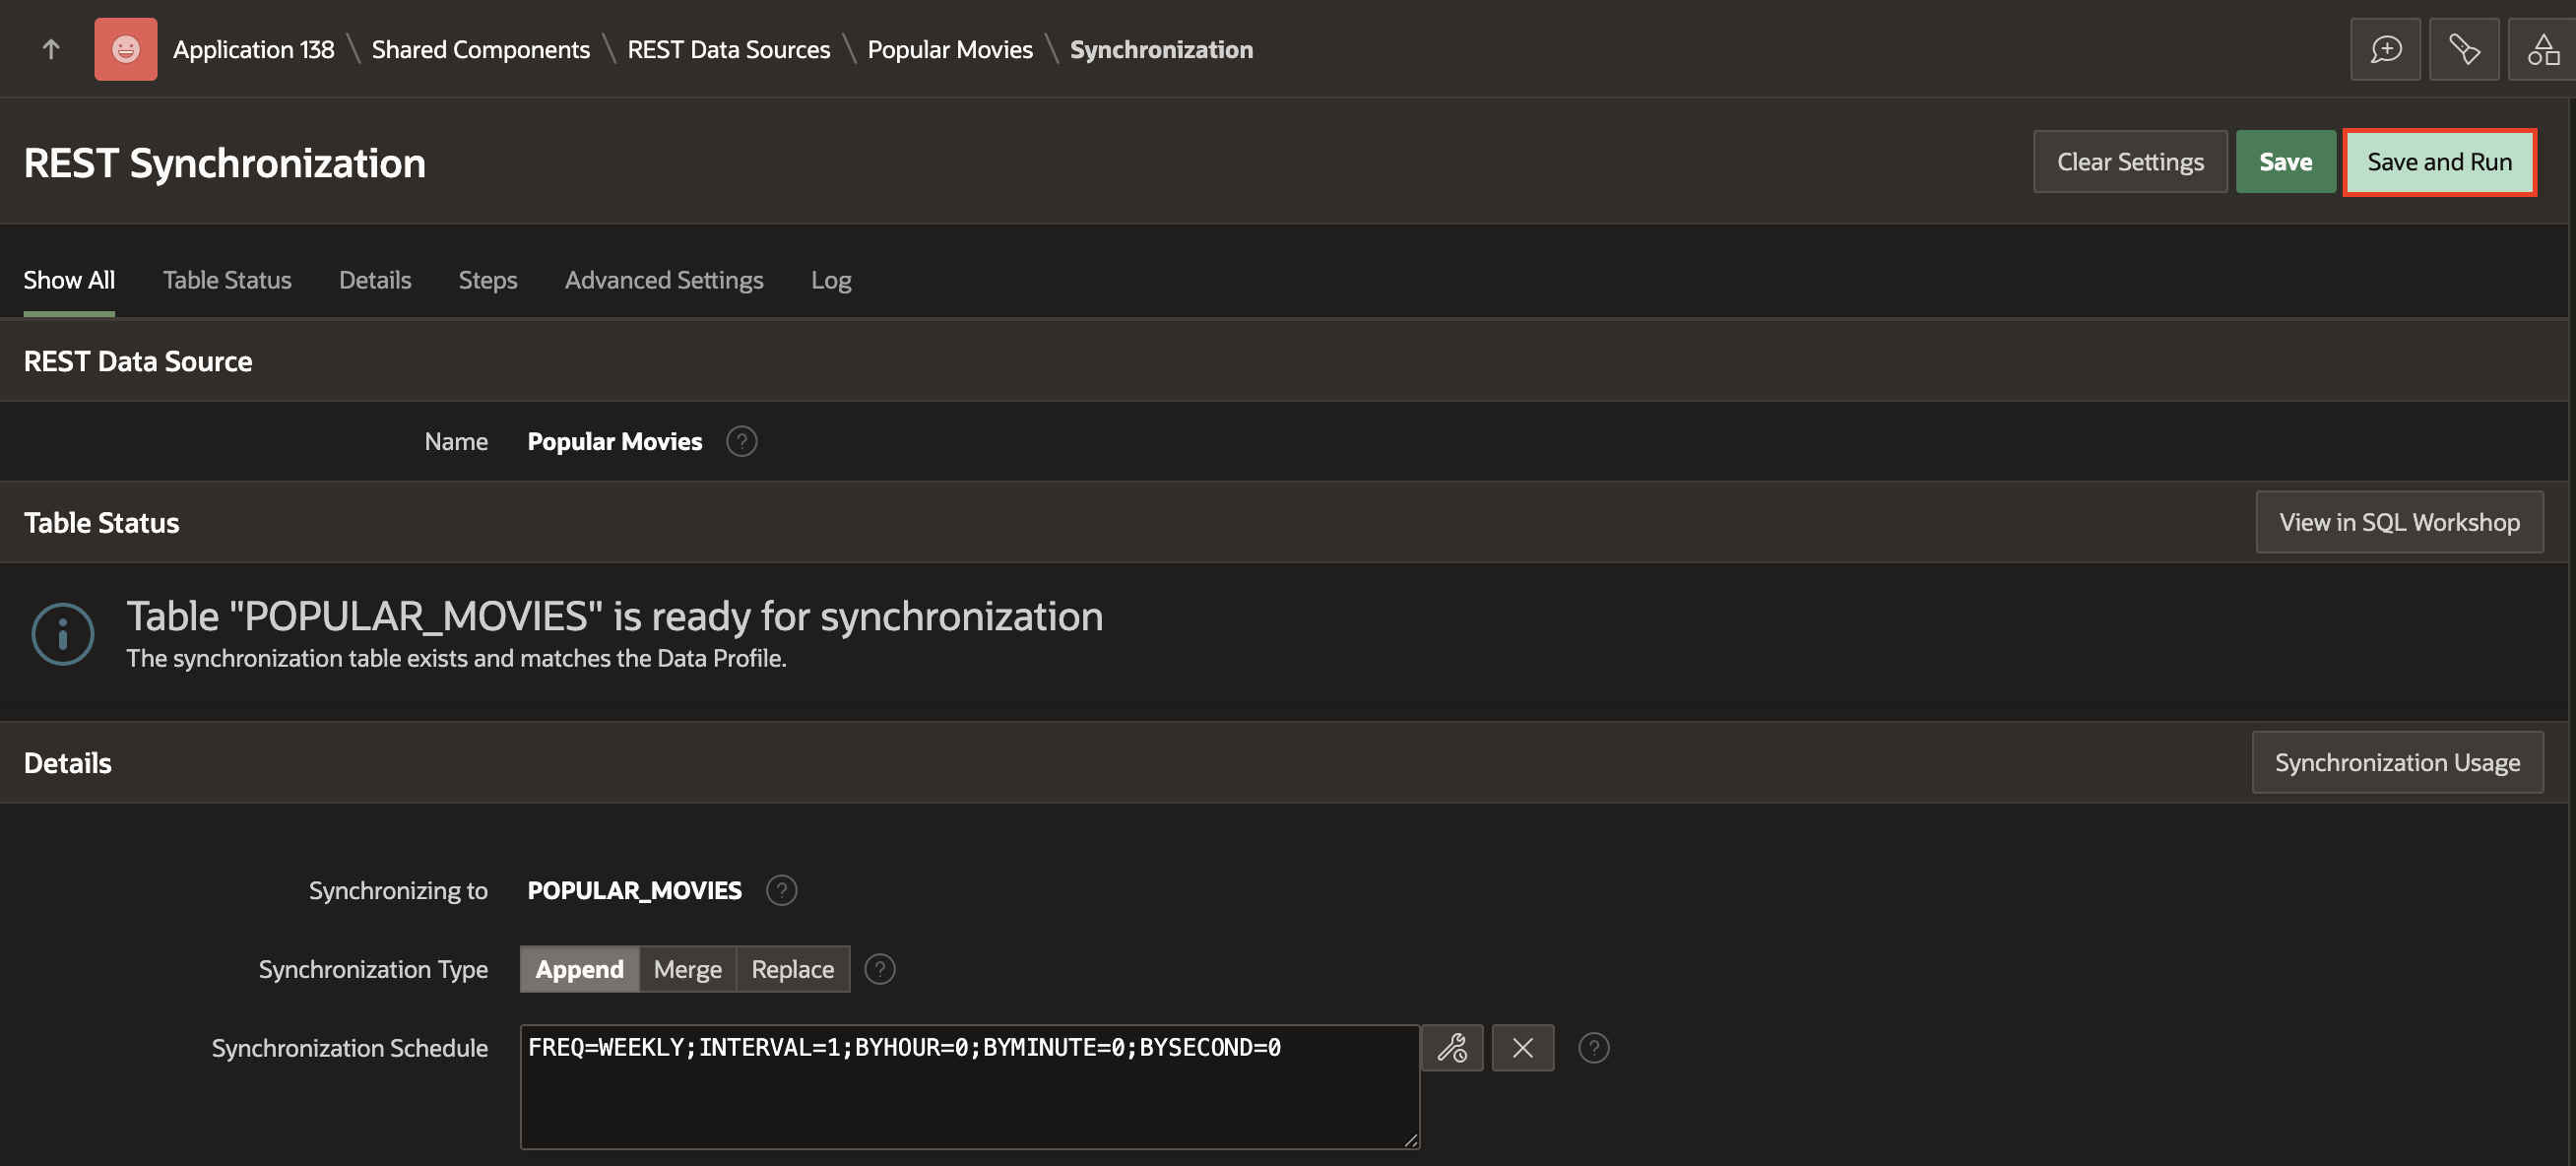 Application 138 \ Shared Components \ REST Data Sources \ Popular Movies \ Synchronization
REST Synchronization
Clear Settings Save Save and Run
Show All Table Status Details Steps Advanced Settings Log
REST Data Source
Name Popular Movies ?
Table Status View in SQL Workshop
Table "POPULAR_MOVIES" is ready for synchronization
The synchronization table exists and matches the Data Profile.
Details Synchronization Usage
Synchronizing to POPULAR_MOVIES ?
Synchronization Type Append Merge Replace ?
Synchronization Schedule FREQ=WEEKLY;INTERVAL=1;BYHOUR=0;BYMINUTE=0;BYSECOND=0 ?